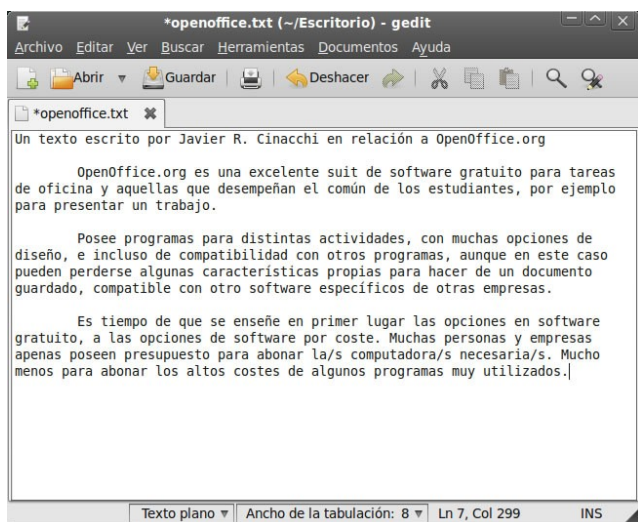 *openoffice.txt (~/Escritorio) - gedit
Archivo Editar Ver Buscar Herramientas Documentos Ayuda
Abrir Guardar Deshacer
*openoffice.txt
Un texto escrito por Javier R. Cinacchi en relación a OpenOffice.org
OpenOffice.org es una excelente suit de software gratuito para tareas
de oficina y aquellas que desempeñan el común de los estudiantes, por ejemplo
para presentar un trabajo.
Posee programas para distintas actividades, con muchas opciones de
diseño, e incluso de compatibilidad con otros programas, aunque en este caso
pueden perderse algunas características propias para hacer de un documento
guardado, compatible con otro software específicos de otras empresas.
Es tiempo de que se enseñe en primer lugar las opciones en software
gratuito, a las opciones de software por coste. Muchas personas y empresas
apenas poseen presupuesto para abonar la/s computadora/s necesaria/s. Mucho
menos para abonar los altos costes de algunos programas muy utilizados.
Texto plano Ancho de la tabulación: 8 Ln 7, Col 299 INS